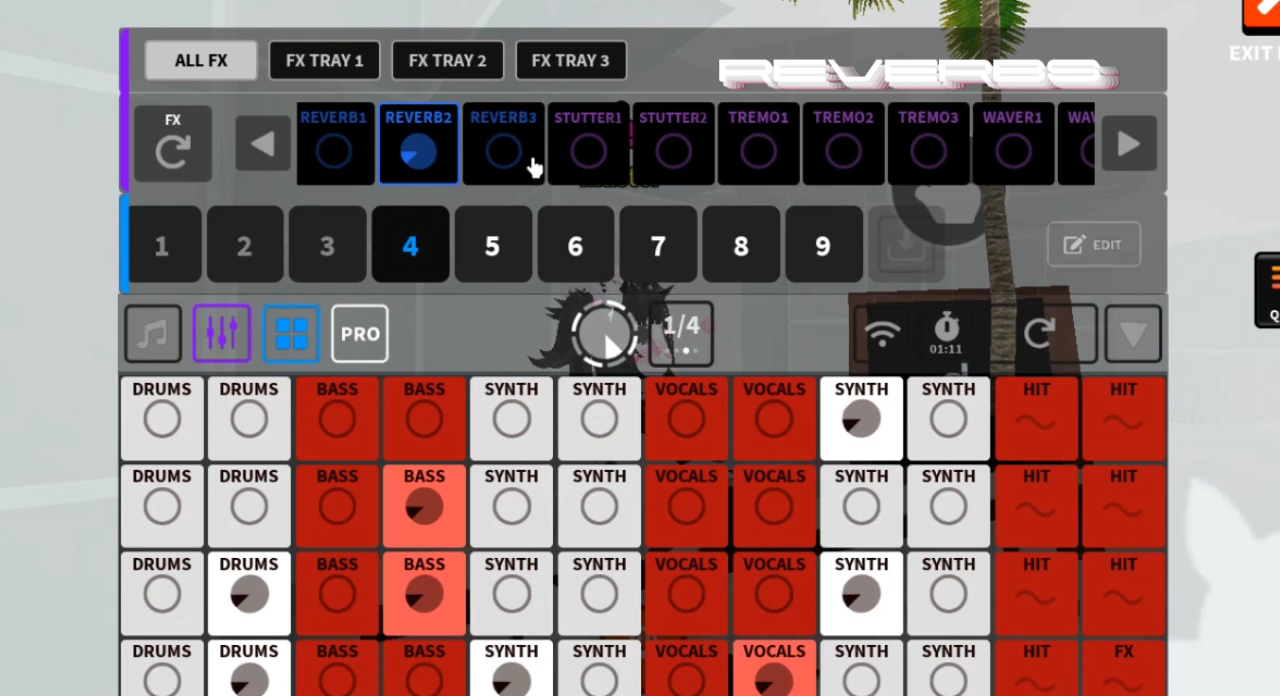 ALL FX FX TRAY 1 FX TRAY 2 FX TRAY 3 REVERBS
EXIT
FX REVERB1 REVERB2 REVERB3 STUTTER1 STUTTER2 TREMO1 TREMO2 TREMO3 WAVER1
1 2 3 4 5 6 7 8 9 EDIT
PRO 1/4 01:11
DRUMS DRUMS BASS BASS SYNTH SYNTH VOCALS VOCALS SYNTH SYNTH HIT HIT
DRUMS DRUMS BASS BASS SYNTH SYNTH VOCALS VOCALS SYNTH SYNTH HIT HIT
DRUMS DRUMS BASS BASS SYNTH SYNTH VOCALS VOCALS SYNTH SYNTH HIT HIT
DRUMS DRUMS BASS BASS SYNTH SYNTH VOCALS VOCALS SYNTH SYNTH HIT FX